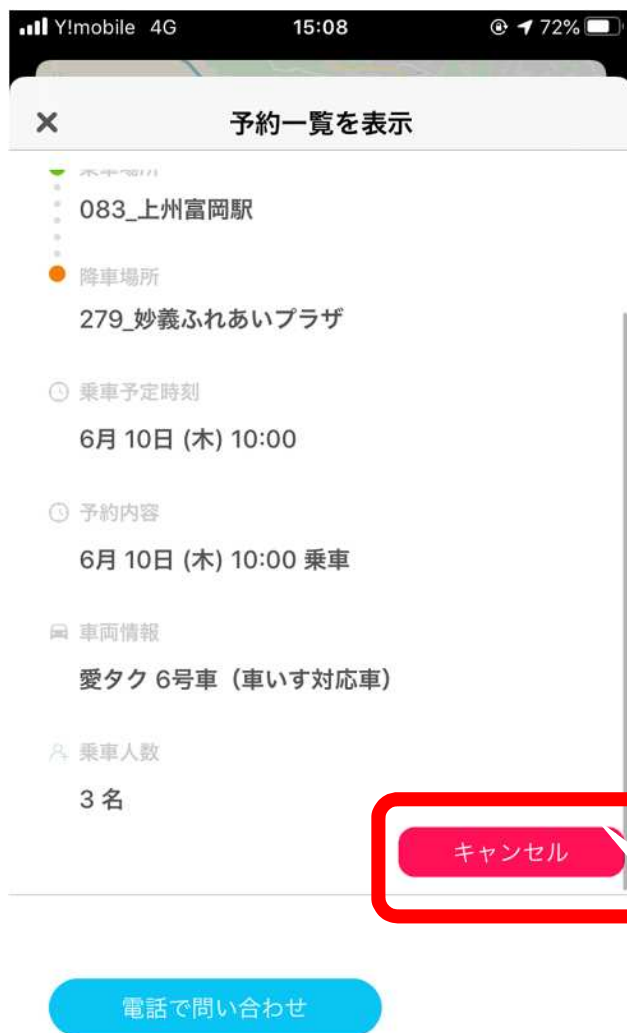 Y!mobile 4G 15:08 72%
予約一覧を表示
乗車場所
083_上州富岡駅
降車場所
279_妙義ふれあいプラザ
乗車予定時刻
6月 10日 (木) 10:00
予約内容
6月 10日 (木) 10:00 乗車
車両情報
愛タク 6号車（車いす対応車）
乗車人数
3 名
キャンセル
電話で問い合わせ